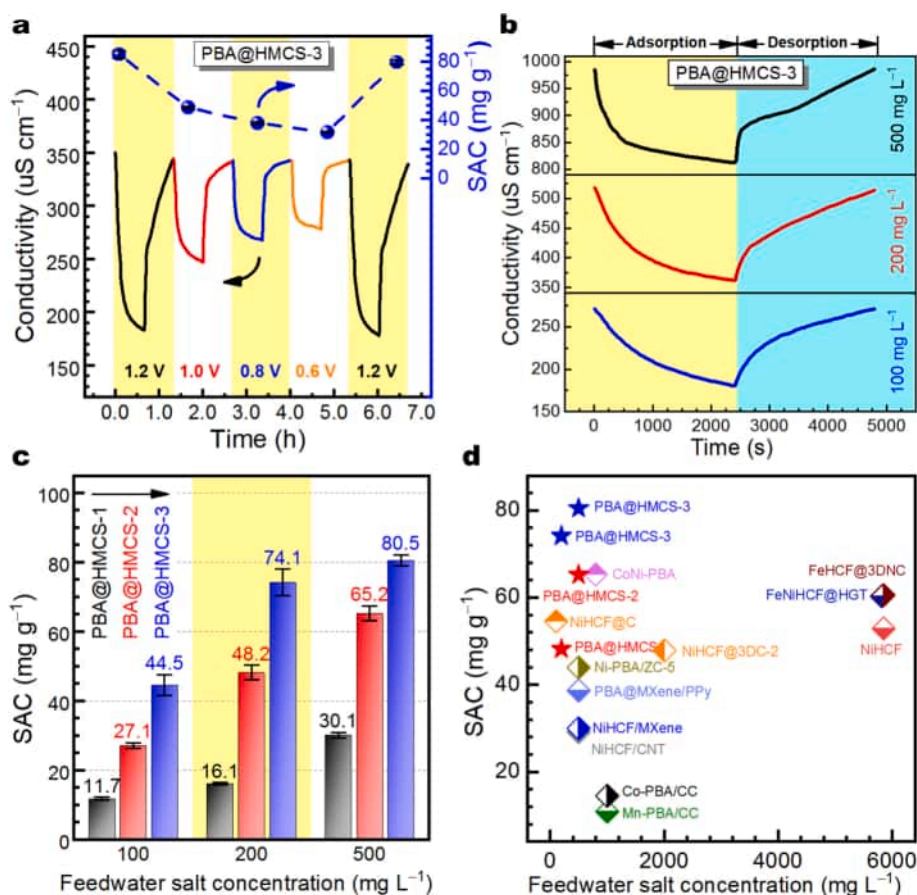 a
PBA@HMCS-3
Conductivity (uS cm⁻¹)
450
400
350
300
250
200
150
SAC (mg g⁻¹)
80
60
40
20
0
1.2 V
1.0 V
0.8 V
0.6 V
1.2 V
0.0
1.0
2.0
3.0
4.0
5.0
6.0
7.0
Time (h)
b
Adsorption
Desorption
PBA@HMCS-3
Conductivity (uS cm⁻¹)
1000
950
850
800
500
400
350
250
200
150
500 mg L⁻¹
200 mg L⁻¹
100 mg L⁻¹
0
1000
2000
3000
4000
5000
Time (s)
c
SAC (mg g⁻¹)
100
80
60
40
20
0
PBA@HMCS-1
PBA@HMCS-2
PBA@HMCS-3
11.7
27.1
44.5
16.1
48.2
74.1
30.1
65.2
80.5
100
200
500
Feedwater salt concentration (mg L⁻¹)
d
SAC (mg g⁻¹)
80
60
40
20
PBA@HMCS-3
PBA@HMCS-3
CoNi-PBA
PBA@HMCS-2
NiHCF@C
PBA@HMCS
NiHCF@3DC-2
Ni-PBA/ZC-5
PBA@MXene/PPy
NiHCF/MXene
NiHCF/CNT
Co-PBA/CC
Mn-PBA/CC
FeHCF@3DNC
FeNiHCF@HGT
NiHCF
0
2000
4000
6000
Feedwater salt concentration (mg L⁻¹)